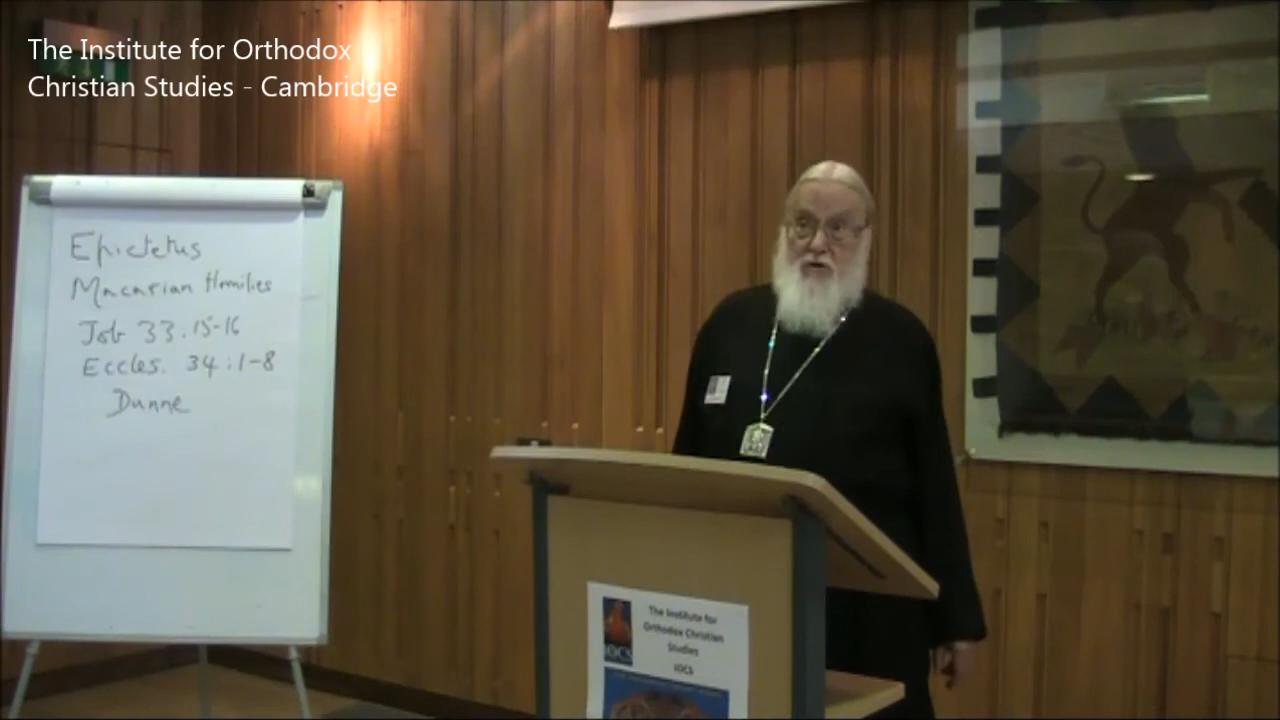 The Institute for Orthodox
Christian Studies - Cambridge
Epictetus
Macarian Homilies
Job 33.15-16
Eccles. 34:1-8
Dunne
The Institute for
Orthodox Christian
Studies
IOCS
IOCS